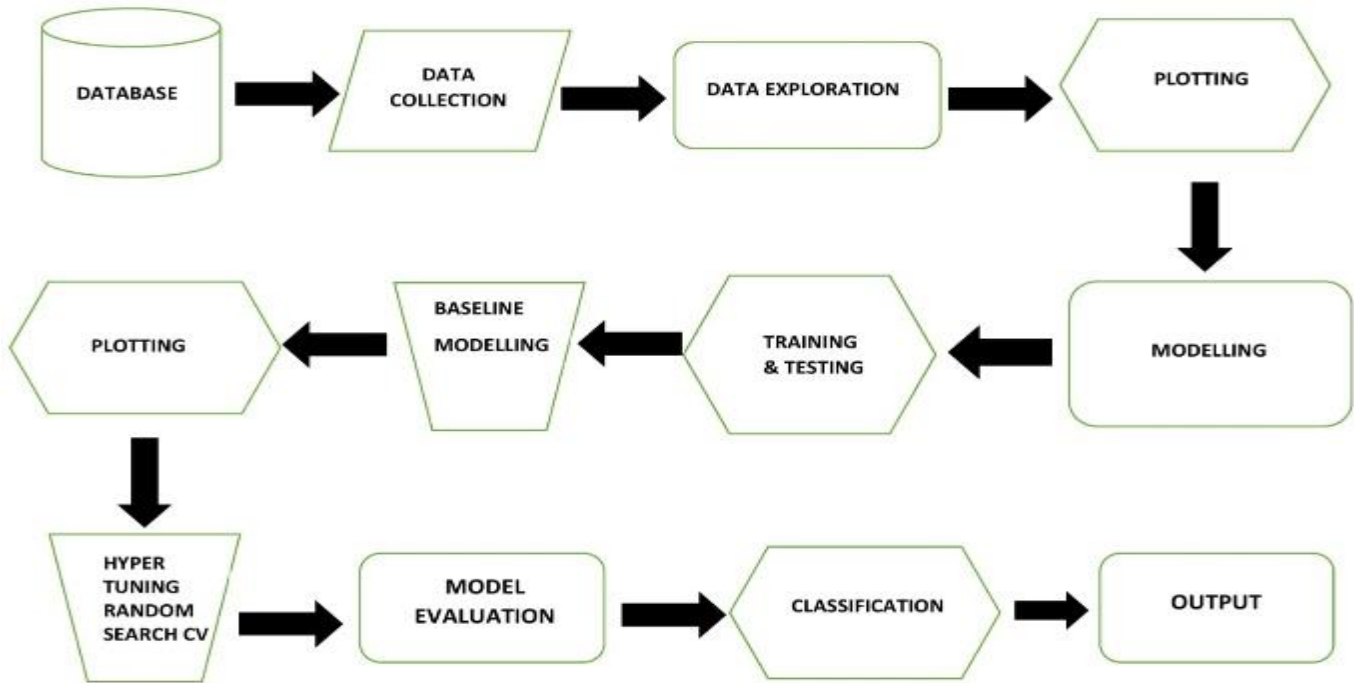 DATABASE
DATA
COLLECTION
DATA EXPLORATION
PLOTTING
MODELLING
TRAINING
& TESTING
BASELINE
MODELLING
PLOTTING
HYPER
TUNING
RANDOM
SEARCH CV
MODEL
EVALUATION
CLASSIFICATION
OUTPUT